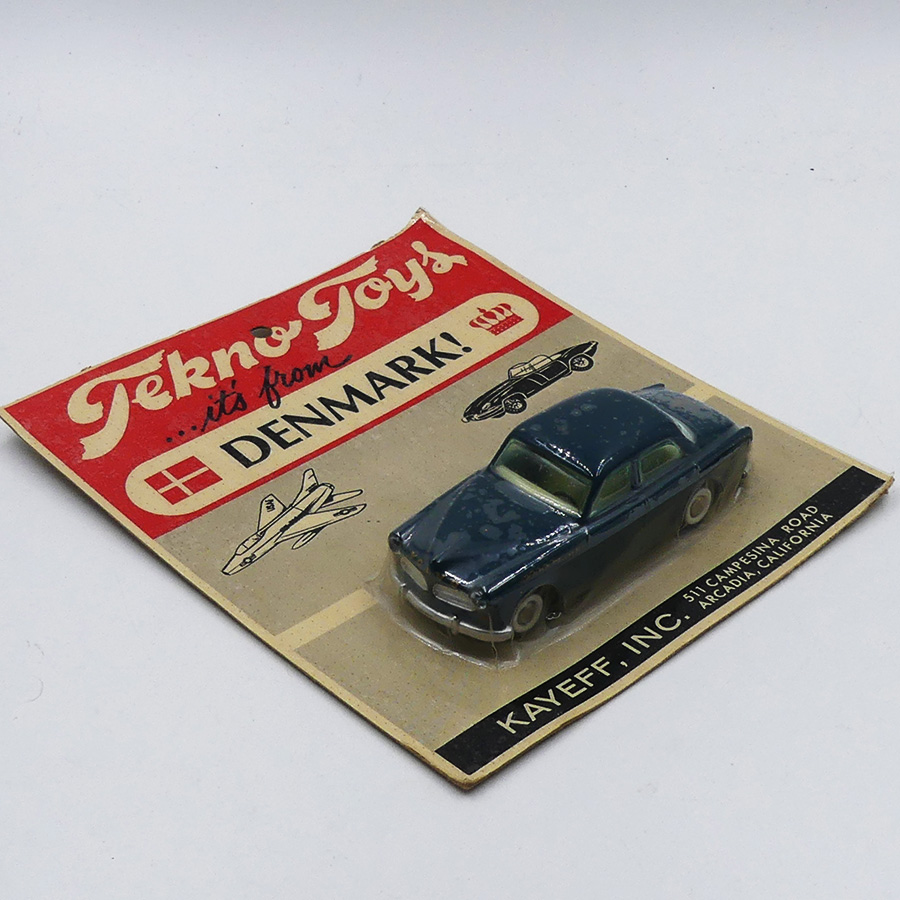 Tekno Toys
...it's from
DENMARK!
KAYEFF, INC.
511 CAMPESINA ROAD
ARCADIA, CALIFORNIA